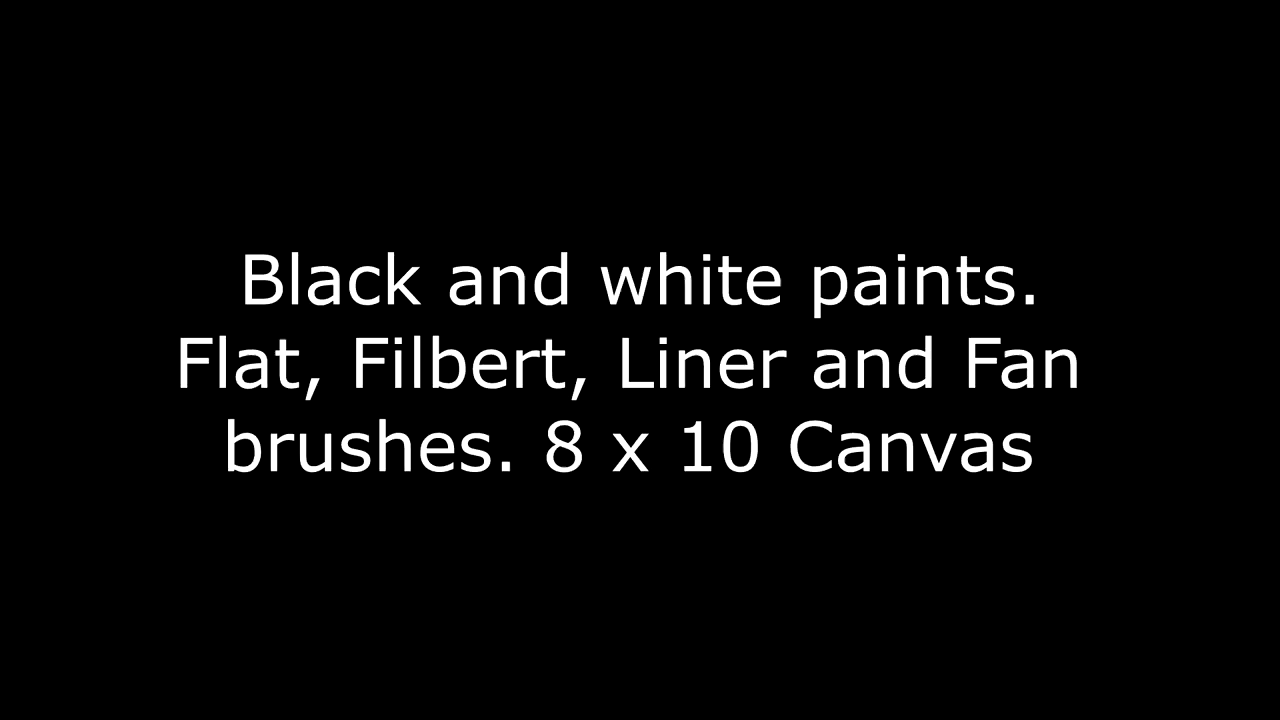 Black and white paints.
Flat, Filbert, Liner and Fan
brushes. 8 x 10 Canvas